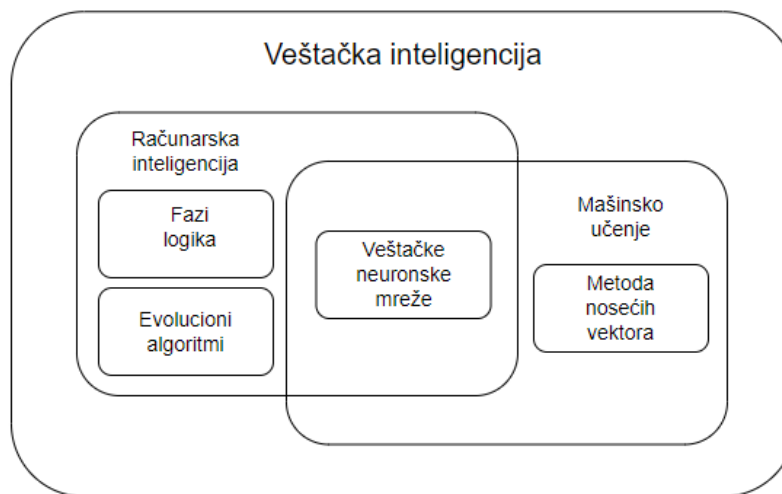 Veštačka inteligencija
Računarska
inteligencija
Fazi
logika
Evolucioni
algoritmi
Veštačke
neuronske
mreže
Mašinsko
učenje
Metoda
nosećih
vektora